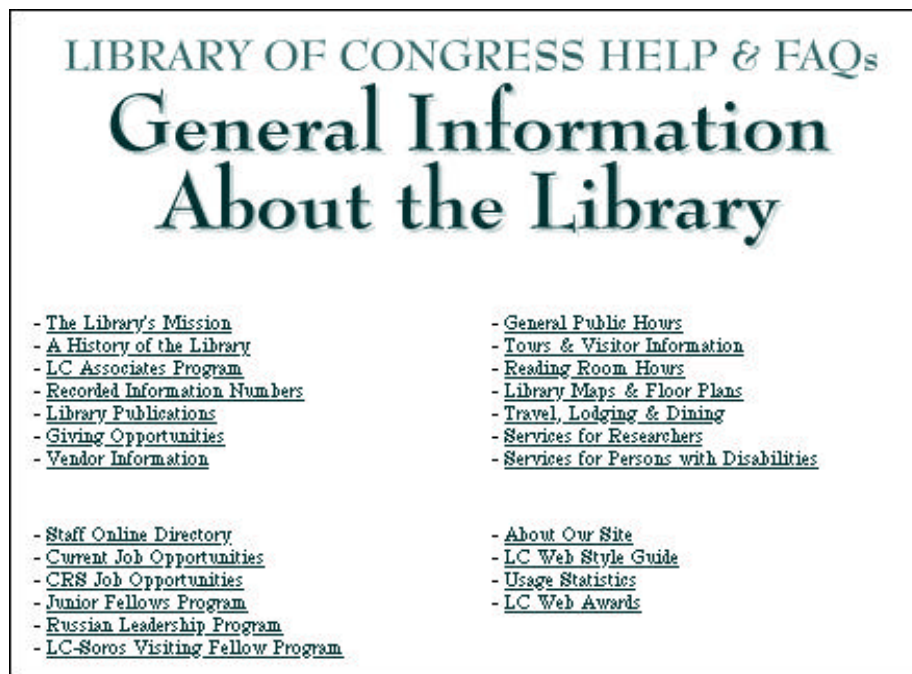 LIBRARY OF CONGRESS HELP & FAQs
General Information
About the Library
- The Library's Mission
- A History of the Library
- LC Associates Program
- Recorded Information Numbers
- Library Publications
- Giving Opportunities
- Vendor Information
- General Public Hours
- Tours & Visitor Information
- Reading Room Hours
- Library Maps & Floor Plans
- Travel, Lodging & Dining
- Services for Researchers
- Services for Persons with Disabilities
- Staff Online Directory
- Current Job Opportunities
- CRS Job Opportunities
- Junior Fellows Program
- Russian Leadership Program
- LC-Soros Visiting Fellow Program
- About Our Site
- LC Web Style Guide
- Usage Statistics
- LC Web Awards